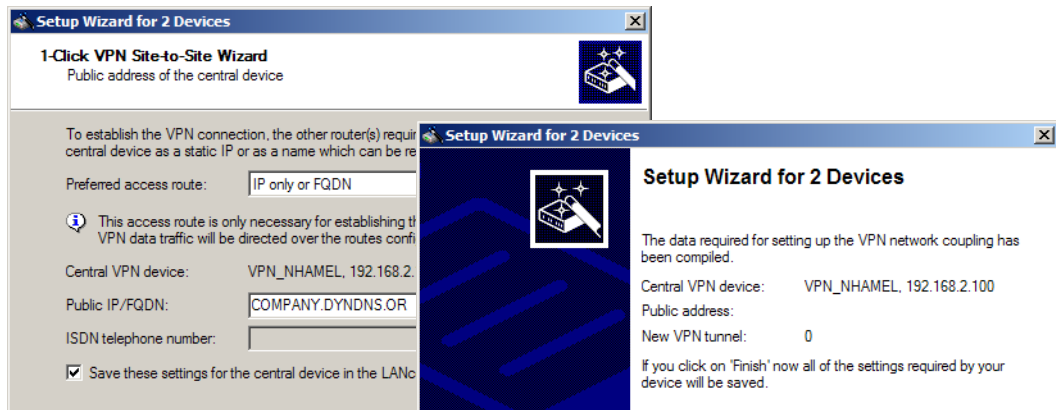 Setup Wizard for 2 Devices
1-Click VPN Site-to-Site Wizard
Public address of the central device
To establish the VPN connection, the other router(s)
central device as a static IP or as a name which can be
Preferred access route: IP only or FQDN
This access route is only necessary for establishing
VPN data traffic will be directed over the routes
Central VPN device: VPN_NHAMEL, 192.168.2.
Public IP/FQDN: COMPANY.DYNDNS.OR
ISDN telephone number:
Save these settings for the central device in the
Setup Wizard for 2 Devices
Setup Wizard for 2 Devices
The data required for setting up the VPN network coupling has
been compiled.
Central VPN device: VPN_NHAMEL, 192.168.2.100
Public address:
New VPN tunnel: 0
If you click on 'Finish' now all of the settings required by your
device will be saved.